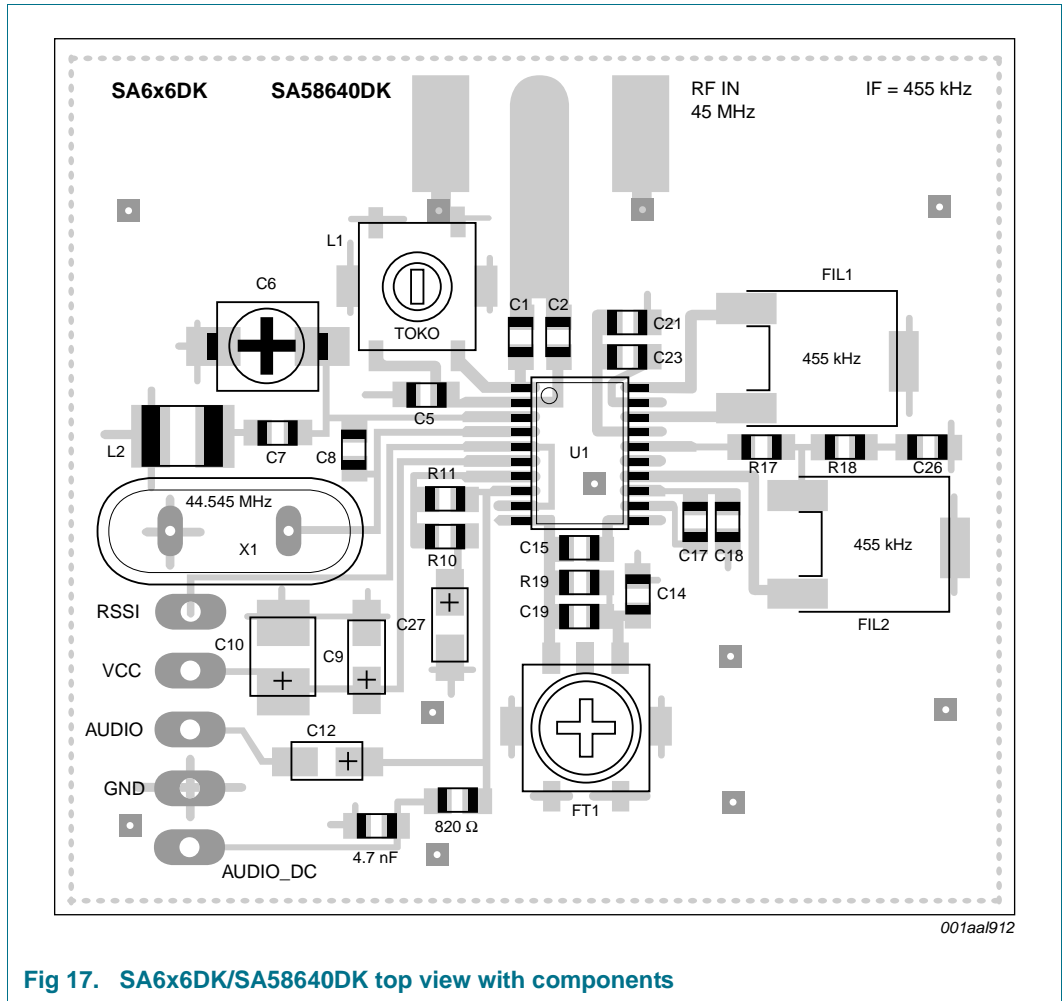 SA6x6DK SA58640DK RF IN IF = 455 kHz
45 MHz
L1
C6
FIL1
C1 C2
C21
TOKO
C23
455 kHz
C5
L2
C7
C8
U1
R11
R17 R18 C26
44.545 MHz
X1
R10
C15
C17 C18
455 kHz
R19
C14
RSSI
C19
C27
FIL2
C10
C9
VCC
AUDIO
C12
GND
FT1
820 Ω
4.7 nF
AUDIO_DC
001aal912
Fig 17. SA6x6DK/SA58640DK top view with components